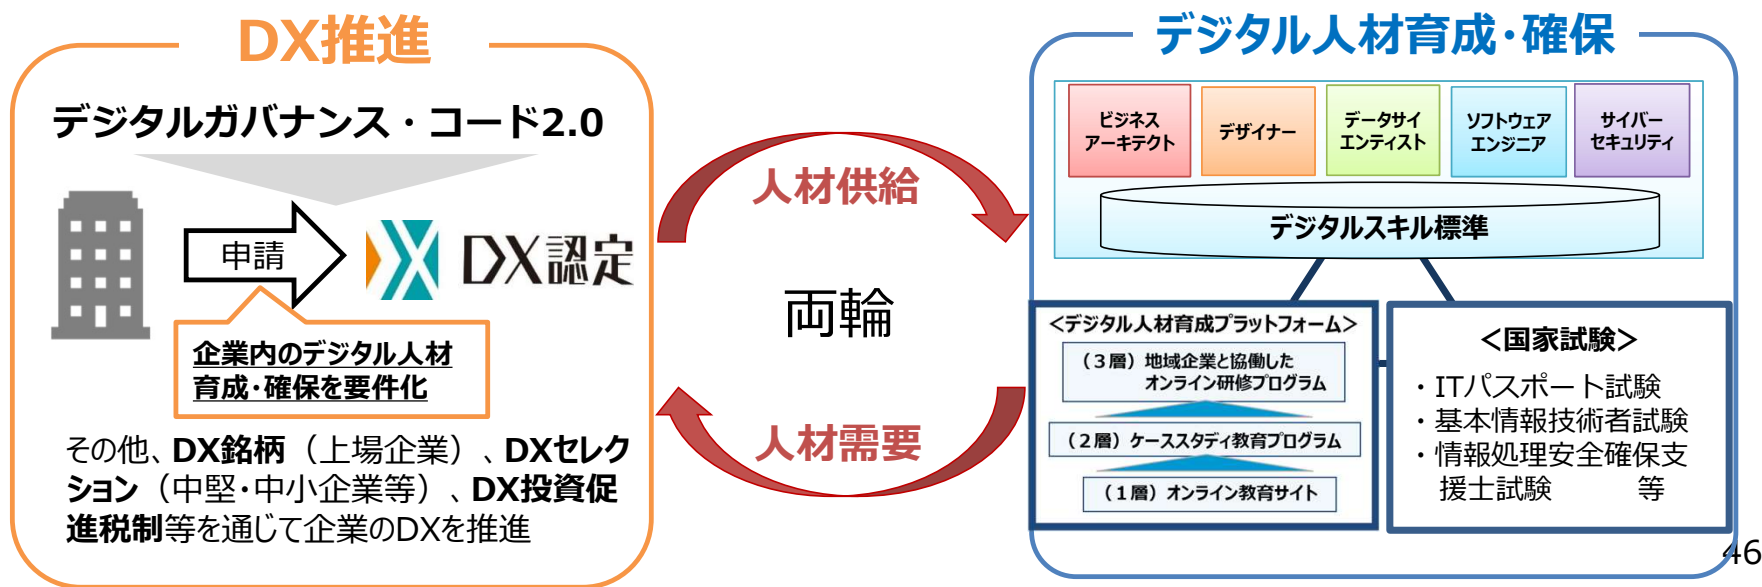 DX推進
デジタルガバナンス・コード2.0
申請
DX認定
企業内のデジタル人材
育成・確保を要件化
その他、DX銘柄（上場企業）、DXセレク
ション（中堅・中小企業等）、DX投資促
進税制等を通じて企業のDXを推進
人材供給
両輪
人材需要
デジタル人材育成・確保
ビジネス
アーキテクト
デザイナー
データサイ
エンティスト
ソフトウェア
エンジニア
サイバー
セキュリティ
デジタルスキル標準
＜デジタル人材育成プラットフォーム＞
（３層）地域企業と協働した
オンライン研修プログラム
（２層）ケーススタディ教育プログラム
（１層）オンライン教育サイト
＜国家試験＞
・ITパスポート試験
・基本情報技術者試験
・情報処理安全確保支
援士試験　　　等
46